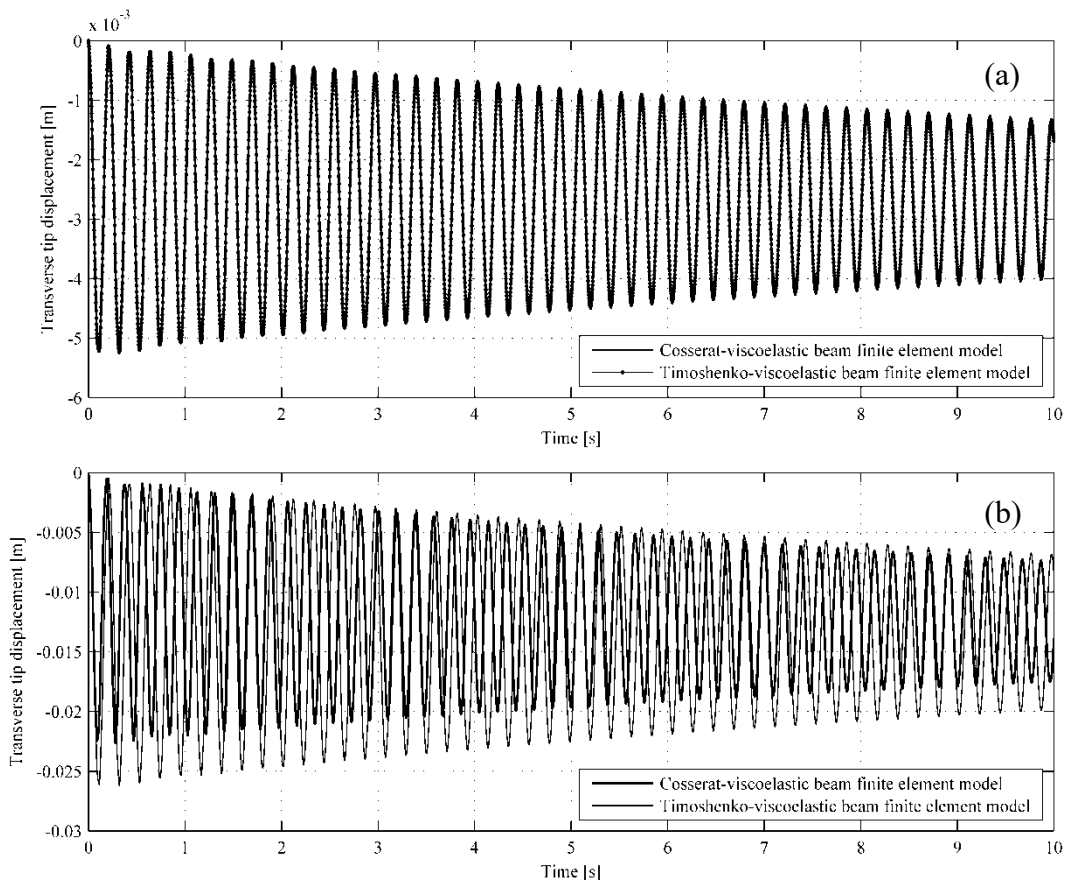 x 10⁻³
0
-1
-2
-3
-4
-5
-6
Transverse tip displacement [m]
(a)
Cosserat-viscoelastic beam finite element model
Timoshenko-viscoelastic beam finite element model
0 1 2 3 4 5 6 7 8 9 10
Time [s]
0
-0.005
-0.01
-0.015
-0.02
-0.025
-0.03
Transverse tip displacement [m]
(b)
Cosserat-viscoelastic beam finite element model
Timoshenko-viscoelastic beam finite element model
0 1 2 3 4 5 6 7 8 9 10
Time [s]